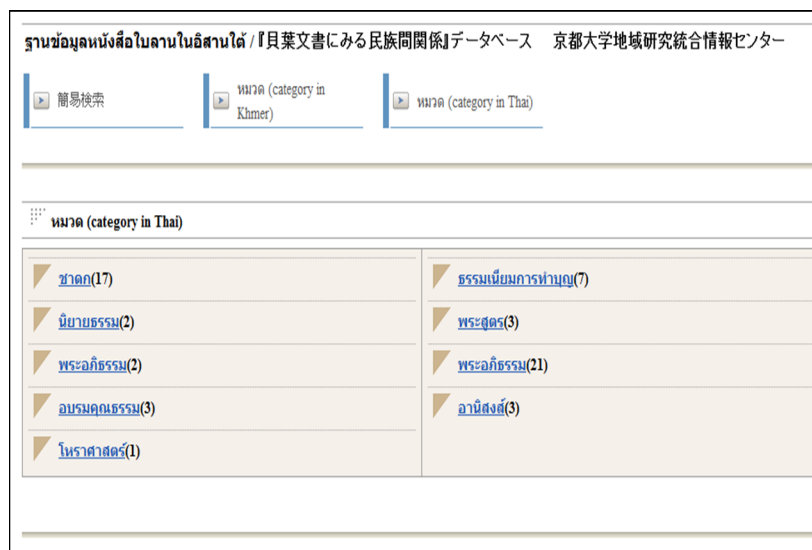 ฐานข้อมูลหนังสือใบลานในอีสานใต้ / 『貝葉文書にみる民族間関係』データベース 京都大学地域研究統合情報センター
簡易検索
หมวด (category in
Khmer)
หมวด (category in Thai)
หมวด (category in Thai)
ชาดก(17)
ธรรมเนียมการทำบุญ(7)
นิยายธรรม(2)
พระสูตร(3)
พระอภิธรรม(2)
พระอภิธรรม(21)
อบรมคุณธรรม(3)
อานิสงส์(3)
โหราศาสตร์(1)